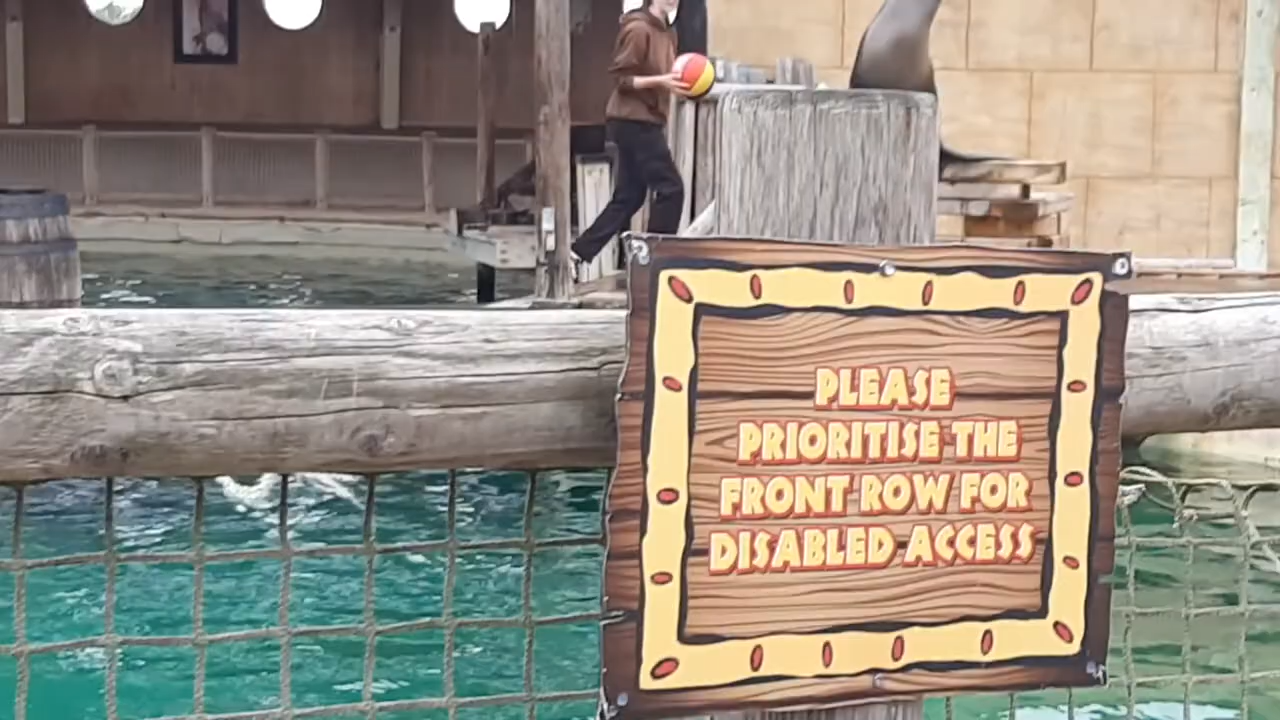 PLEASE
PRIORITISE THE
FRONT ROW FOR
DISABLED ACCESS